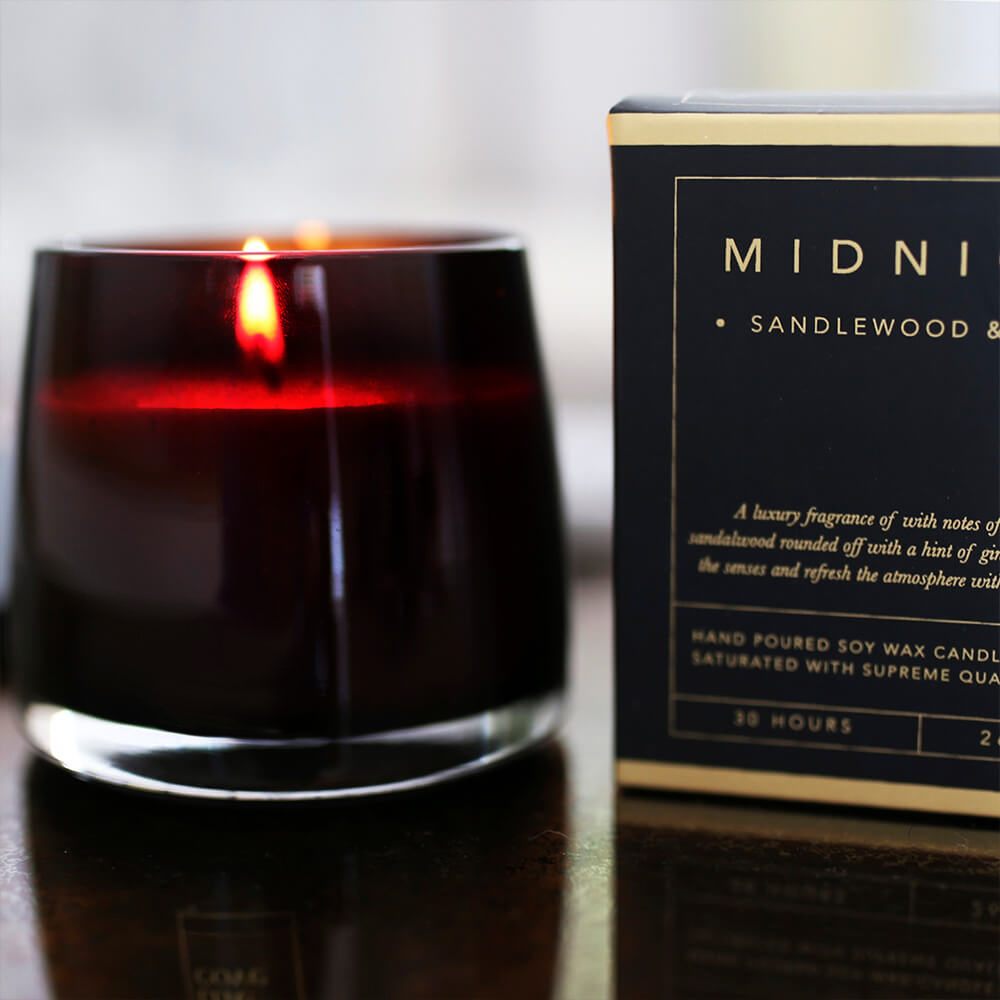 MIDNI
• SANDLEWOOD &
A luxury fragrance of with notes of
sandalwood rounded off with a hint of
the senses and refresh the atmosphere with
HAND POURED SOY WAX CANDL
SATURATED WITH SUPREME QUA
30 HOURS